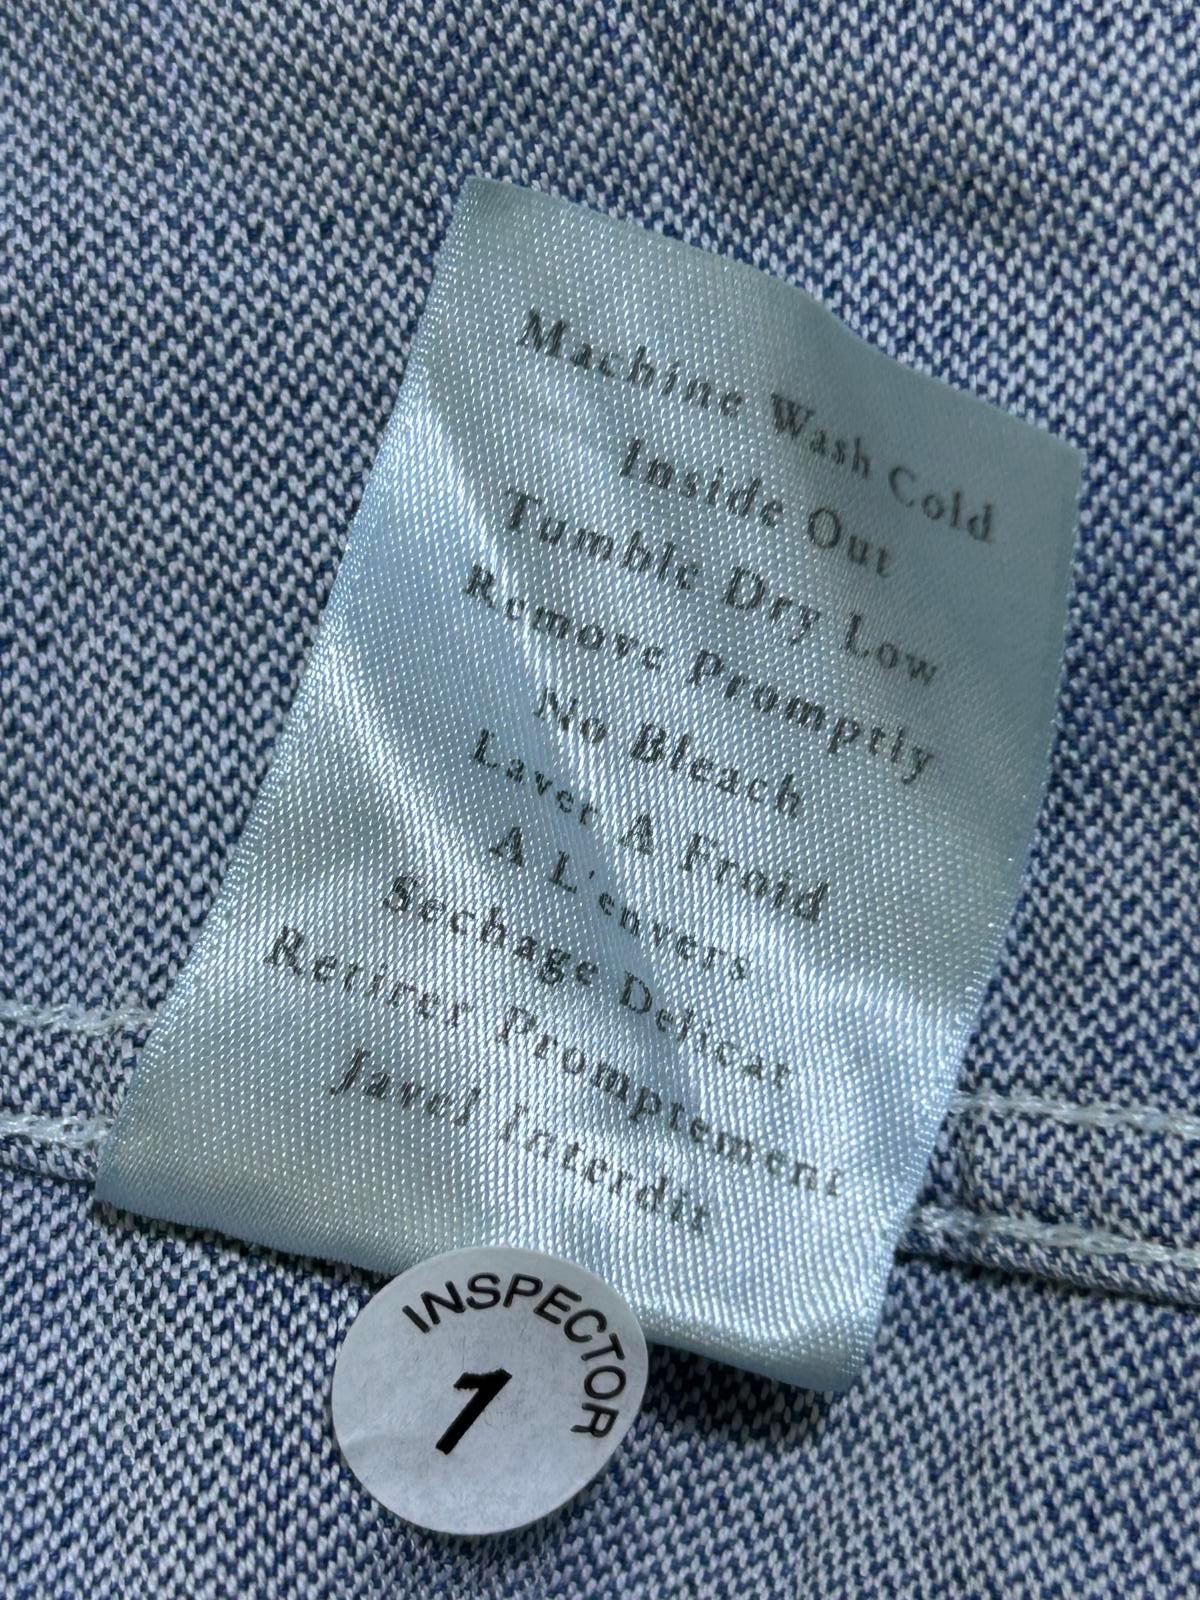 Machine Wash Cold
Inside Out
Tumble Dry Low
Remove Promptly
No Bleach
Laver A Froid
A L'envers
Sechage Delicat
Retirer Promptement
Javel Interdit
INSPECTOR
1